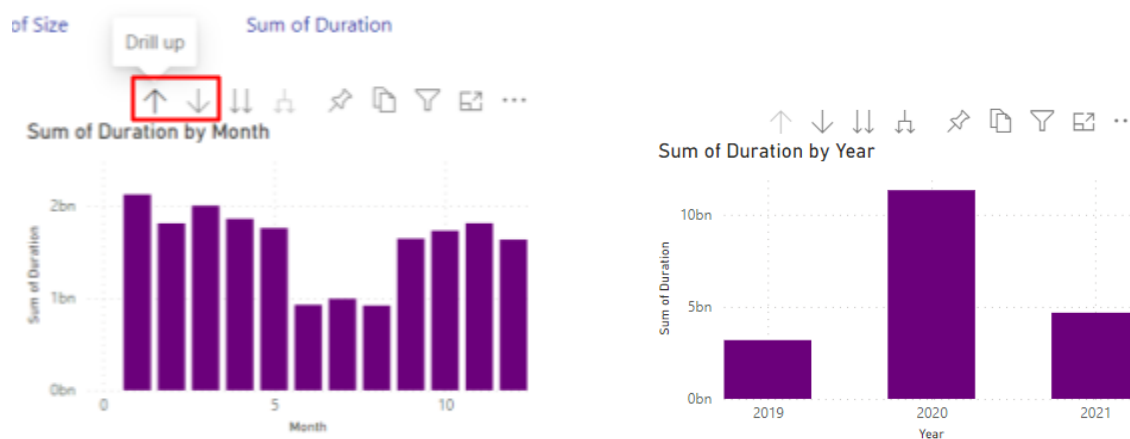 of Size Sum of Duration
Drill up
Sum of Duration by Month
2bn
1bn
0bn
Sum of Duration
0 5 10
Month
Sum of Duration by Year
10bn
5bn
0bn
Sum of Duration
2019 2020 2021
Year